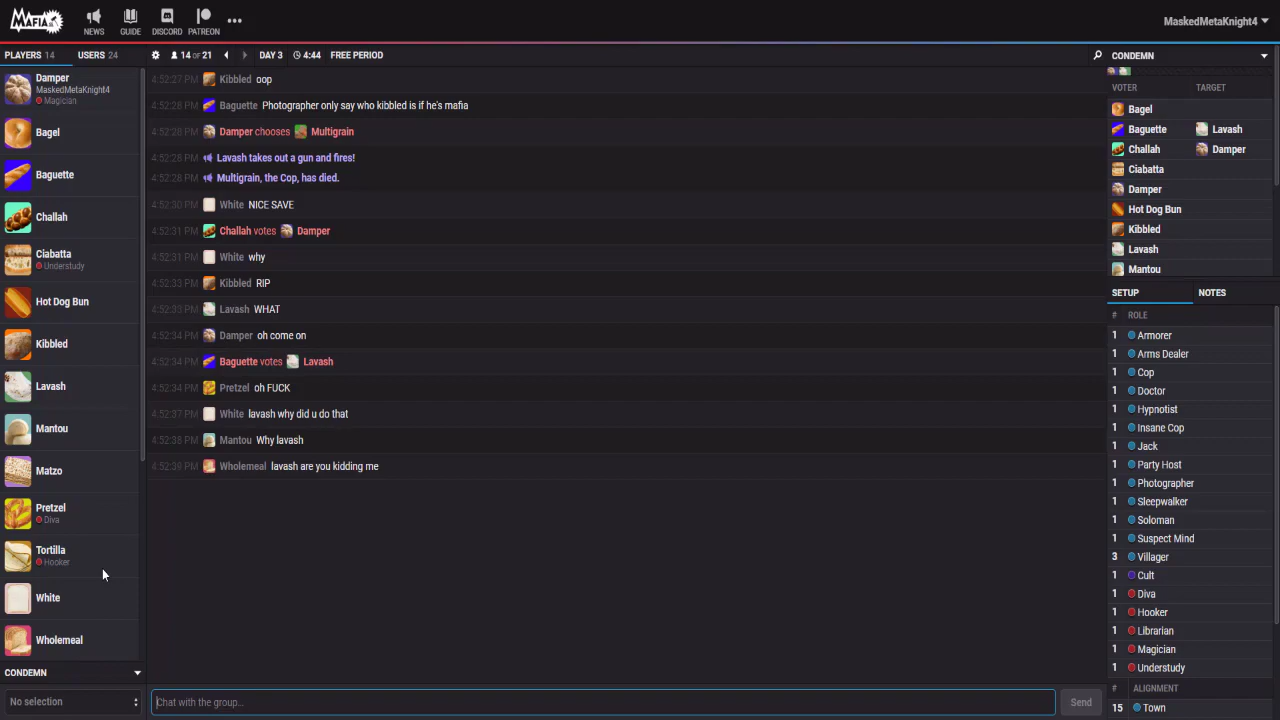 MAFIA
NEWS
GUIDE
DISCORD
PATREON
MaskedMetaKnight4
PLAYERS 14
USERS 24
14 OF 21
DAY 3
4:44
FREE PERIOD
Damper
MaskedMetaKnight4
Magician
Bagel
Baguette
Challah
Ciabatta
Understudy
Hot Dog Bun
Kibbled
Lavash
Mantou
Matzo
Pretzel
Diva
Tortilla
Hooker
White
Wholemeal
CONDEMN
No selection
4:52:27 PM Kibbled oop
4:52:28 PM Baguette Photographer only say who kibbled is if he's mafia
4:52:28 PM Damper chooses Multigrain
4:52:28 PM Lavash takes out a gun and fires!
4:52:28 PM Multigrain, the Cop, has died.
4:52:30 PM White NICE SAVE
4:52:31 PM Challah votes Damper
4:52:31 PM White why
4:52:33 PM Kibbled RIP
4:52:33 PM Lavash WHAT
4:52:34 PM Damper oh come on
4:52:34 PM Baguette votes Lavash
4:52:34 PM Pretzel oh FUCK
4:52:37 PM White lavash why did u do that
4:52:38 PM Mantou Why lavash
4:52:39 PM Wholemeal lavash are you kidding me
Chat with the group...
Send
CONDEMN
VOTER TARGET
Bagel
Baguette Lavash
Challah Damper
Ciabatta
Damper
Hot Dog Bun
Kibbled
Lavash
Mantou
SETUP
NOTES
# ROLE
1 Armorer
1 Arms Dealer
1 Cop
1 Doctor
1 Hypnotist
1 Insane Cop
1 Jack
1 Party Host
1 Photographer
1 Sleepwalker
1 Soloman
1 Suspect Mind
3 Villager
1 Cult
1 Diva
1 Hooker
1 Librarian
1 Magician
1 Understudy
# ALIGNMENT
15 Town